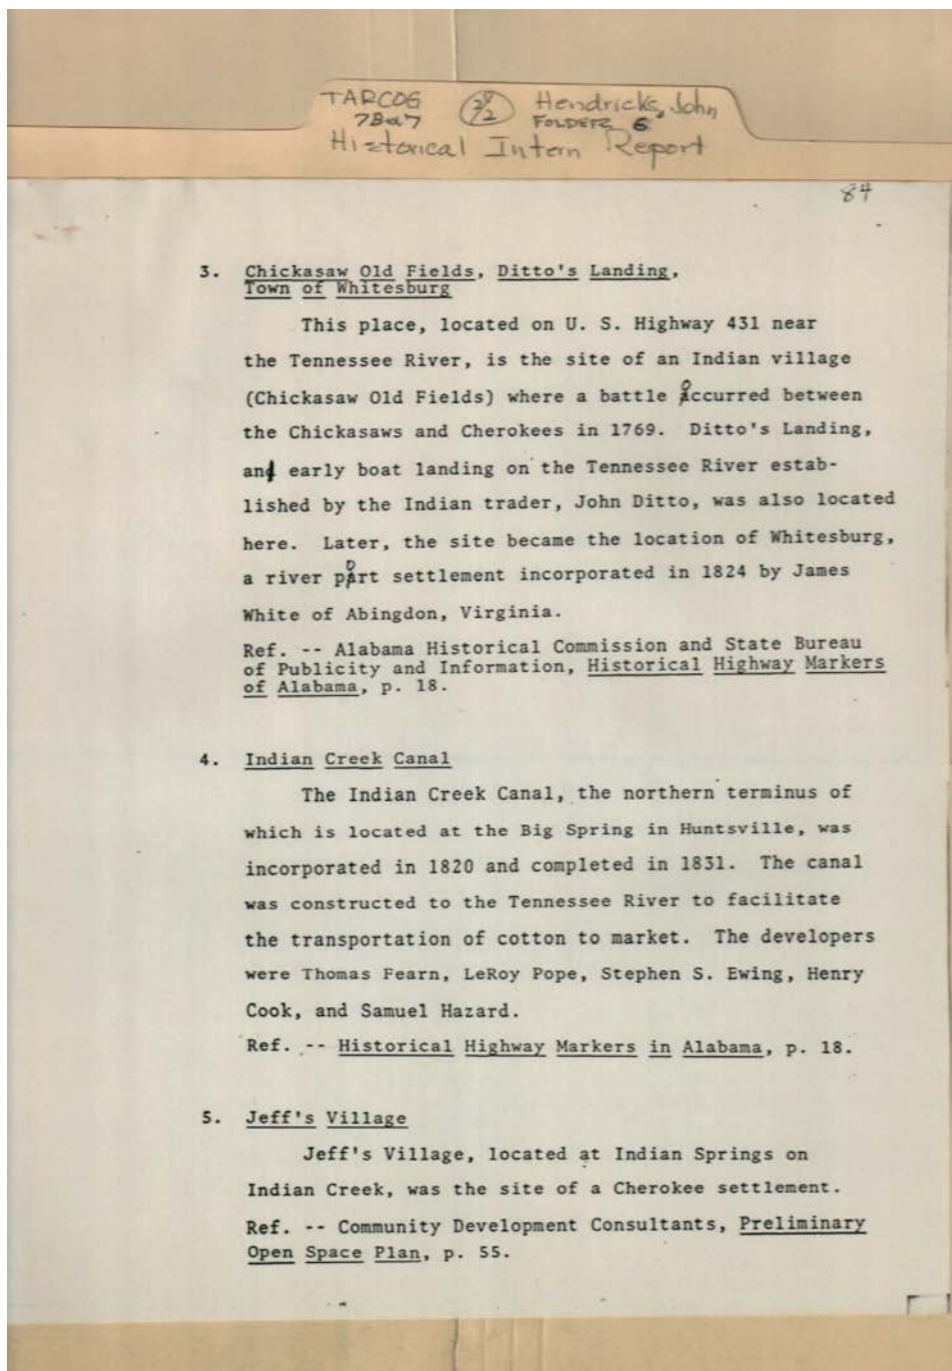 TARCOG Hendricks, John
FOLDER 6
Historical Intern Report
84
3. Chickasaw Old Fields, Ditto's Landing,
Town of Whitesburg
This place, located on U. S. Highway 431 near
the Tennessee River, is the site of an Indian village
(Chickasaw Old Fields) where a battle occurred between
the Chickasaws and Cherokees in 1769. Ditto's Landing,
an early boat landing on the Tennessee River estab-
lished by the Indian trader, John Ditto, was also located
here. Later, the site became the location of Whitesburg,
a river port settlement incorporated in 1824 by James
White of Abingdon, Virginia.
Ref. -- Alabama Historical Commission and State Bureau
of Publicity and Information, Historical Highway Markers
of Alabama, p. 18.
4. Indian Creek Canal
The Indian Creek Canal, the northern terminus of
which is located at the Big Spring in Huntsville, was
incorporated in 1820 and completed in 1831. The canal
was constructed to the Tennessee River to facilitate
the transportation of cotton to market. The developers
were Thomas Fearn, LeRoy Pope, Stephen S. Ewing, Henry
Cook, and Samuel Hazard.
Ref. -- Historical Highway Markers in Alabama, p. 18.
5. Jeff's Village
Jeff's Village, located at Indian Springs on
Indian Creek, was the site of a Cherokee settlement.
Ref. -- Community Development Consultants, Preliminary
Open Space Plan, p. 55.